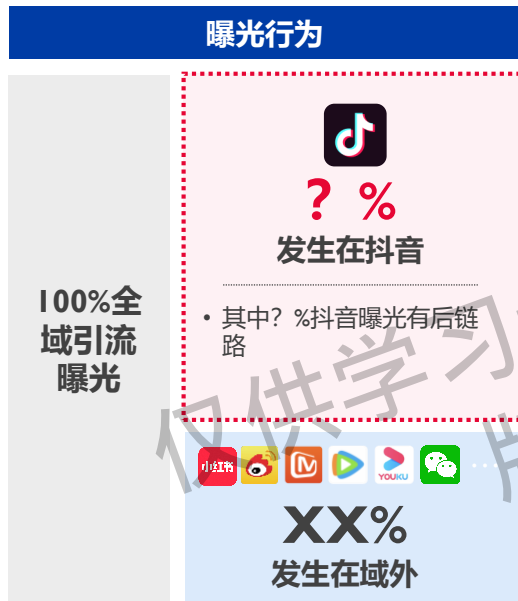 曝光行为
？%
发生在抖音
100%全
域引流
曝光
• 其中？%抖音曝光有后链
路
仅供学习
小红书
YOUKU
...
XX%
发生在域外